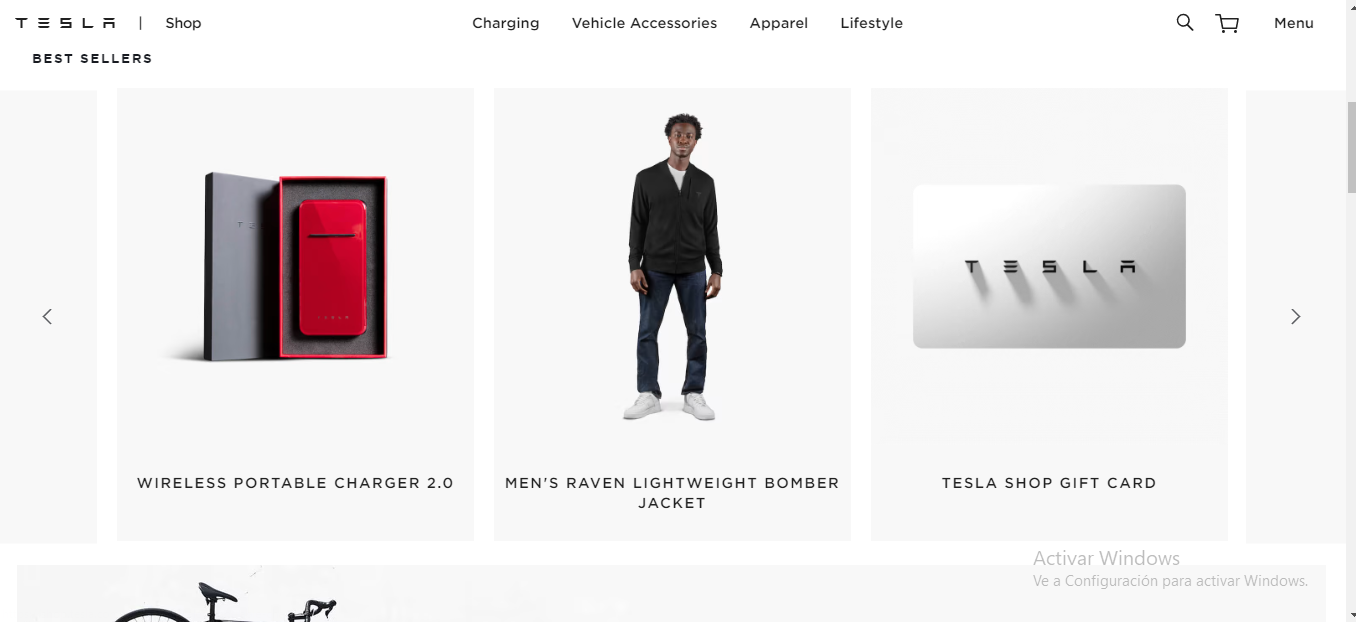 TESLA | Shop Charging Vehicle Accessories Apparel Lifestyle Menu
BEST SELLERS
TESLA
TESLA
WIRELESS PORTABLE CHARGER 2.0
MEN'S RAVEN LIGHTWEIGHT BOMBER
JACKET
TESLA SHOP GIFT CARD
Activar Windows
Ve a Configuración para activar Windows.